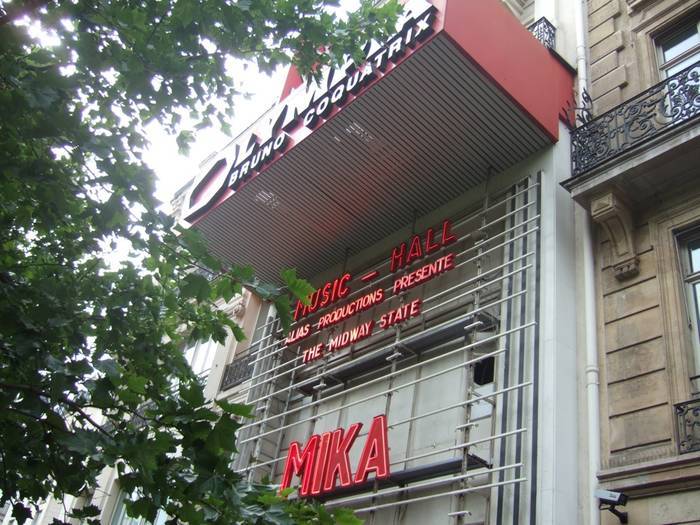 OLYMPIA
BRUNO COQUATRIX
MUSIC - HALL
ALIAS PRODUCTIONS PRESENTE
THE MIDWAY STATE
MIKA